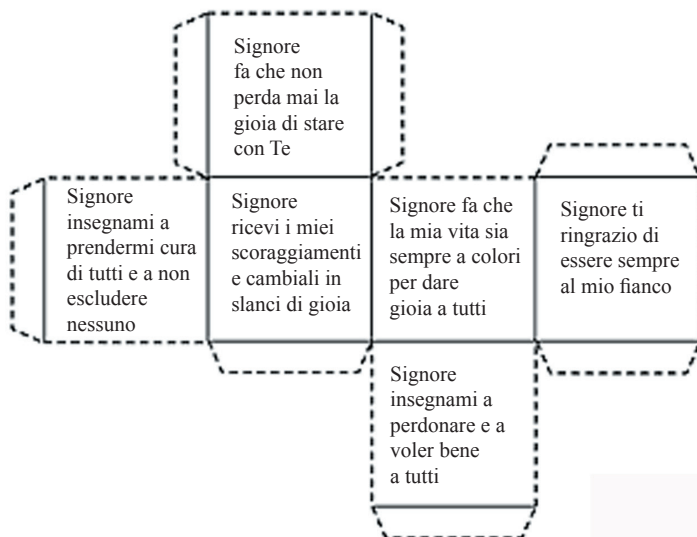 Signore
fa che non
perda mai la
gioia di stare
con Te
Signore
insegnami a
prendermi cura
di tutti e a non
escludere
nessuno
Signore
ricevi i miei
scoraggiamenti
e cambiali in
slanci di gioia
Signore fa che
la mia vita sia
sempre a colori
per dare
gioia a tutti
Signore ti
ringrazio di
essere sempre
al mio fianco
Signore
insegnami a
perdonare e a
voler bene
a tutti